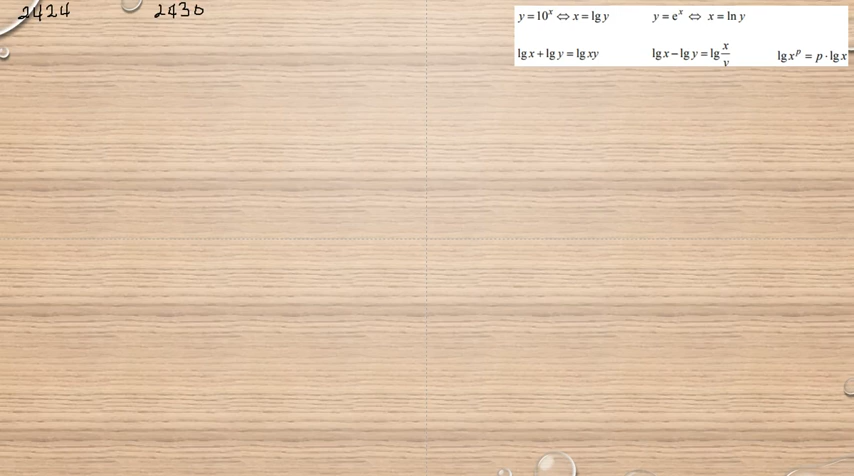 2424 2430
y = 10^x ⇔ x = lg y    y = e^x ⇔ x = ln y
lg x + lg y = lg xy    lg x − lg y = lg x/y    lg x^p = p · lg x